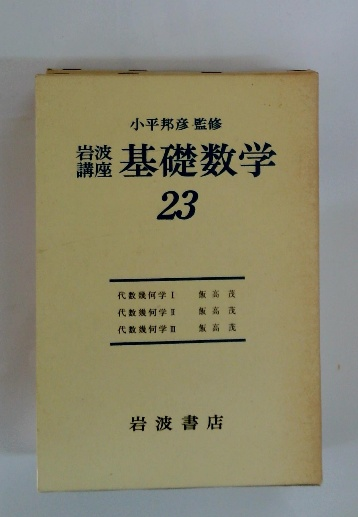 小平邦彦 監修
岩波講座 基礎数学
23
代数幾何学 I 飯高茂
代数幾何学 II 飯高茂
代数幾何学 III 飯高茂
岩波書店